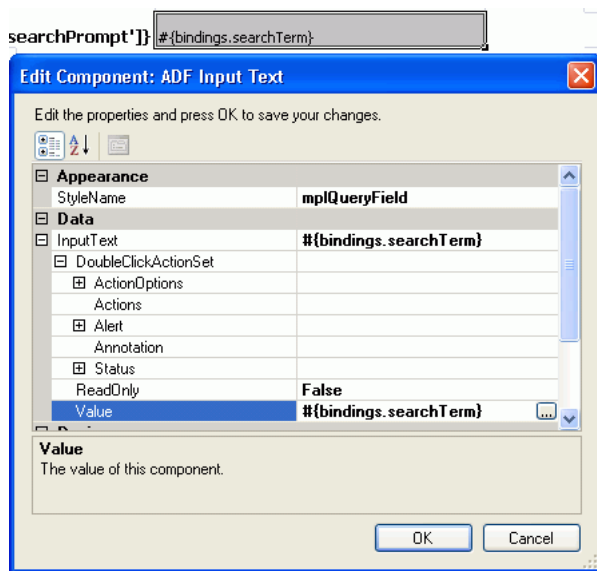 searchPrompt']} #{bindings.searchTerm}
Edit Component: ADF Input Text
Edit the properties and press OK to save your changes.
Appearance
StyleName mplQueryField
Data
InputText #{bindings.searchTerm}
DoubleClickActionSet
ActionOptions
Actions
Alert
Annotation
Status
ReadOnly False
Value #{bindings.searchTerm} ...
Value
The value of this component.
OK Cancel